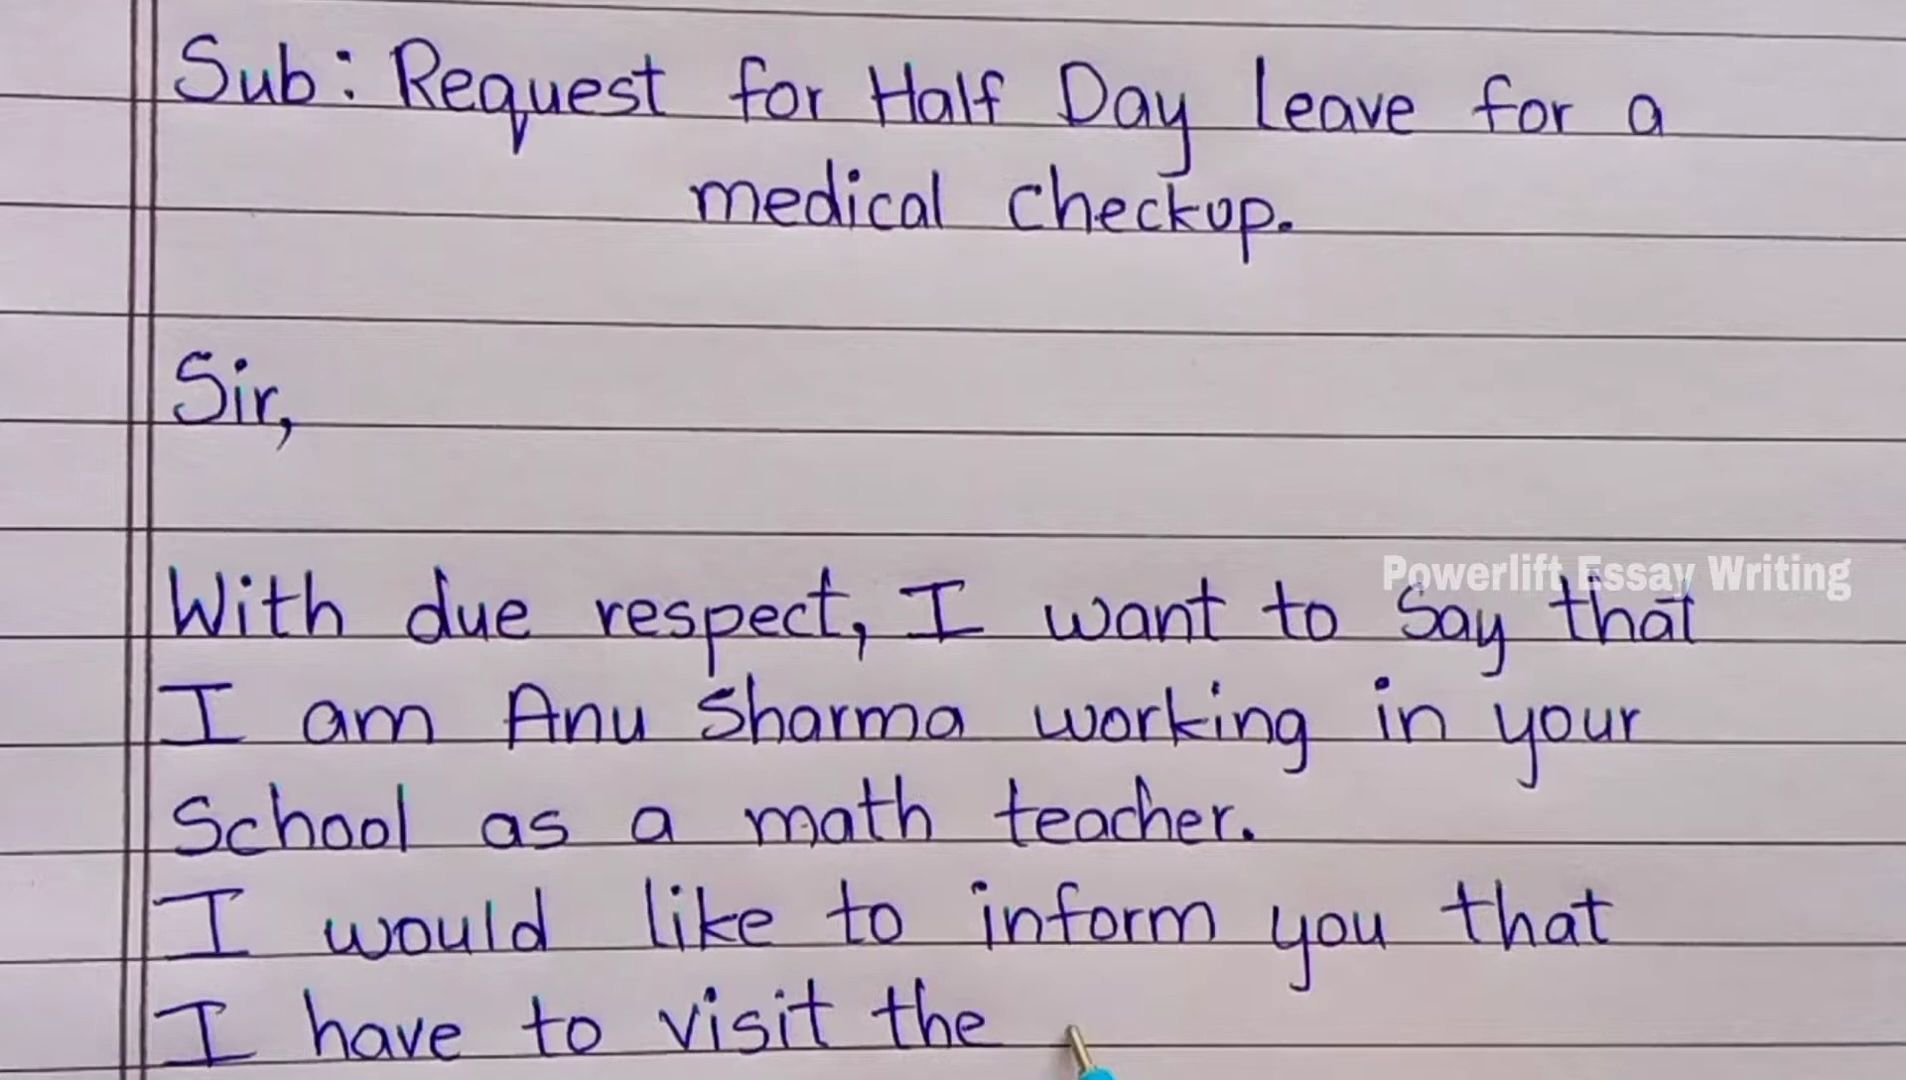 Sub: Request for Half Day leave for a
medical checkup.
Sir,
Powerlift Essay Writing
With due respect, I want to Say that
I am Anu Sharma working in your
School as a math teacher.
I would like to inform you that
I have to visit the